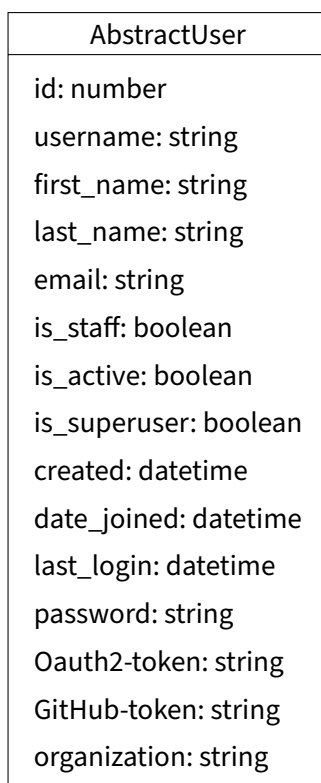 AbstractUser
id: number
username: string
first_name: string
last_name: string
email: string
is_staff: boolean
is_active: boolean
is_superuser: boolean
created: datetime
date_joined: datetime
last_login: datetime
password: string
Oauth2-token: string
GitHub-token: string
organization: string